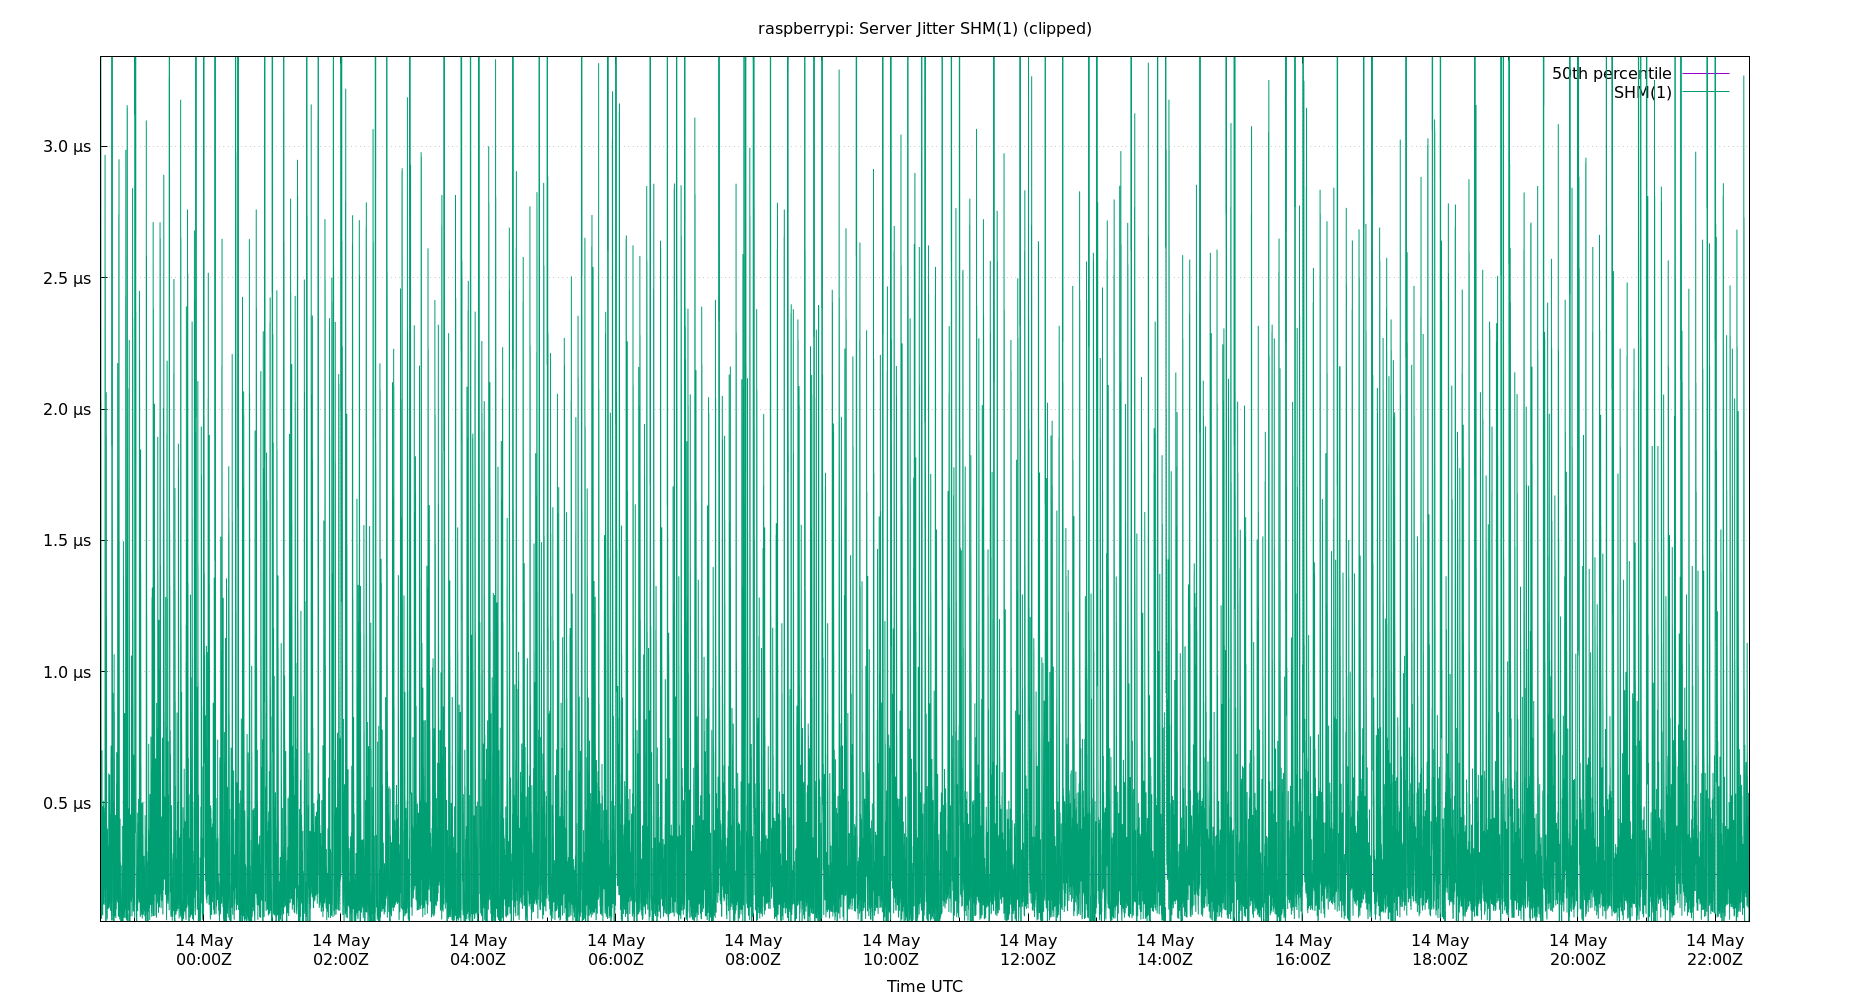 raspberrypi: Server Jitter SHM(1) (clipped)
50th percentile
SHM(1)
3.0 µs
2.5 µs
2.0 µs
1.5 µs
1.0 µs
0.5 µs
14 May 14 May 14 May 14 May 14 May 14 May 14 May 14 May 14 May 14 May 14 May 14 May
00:00Z 02:00Z 04:00Z 06:00Z 08:00Z 10:00Z 12:00Z 14:00Z 16:00Z 18:00Z 20:00Z 22:00Z
Time UTC